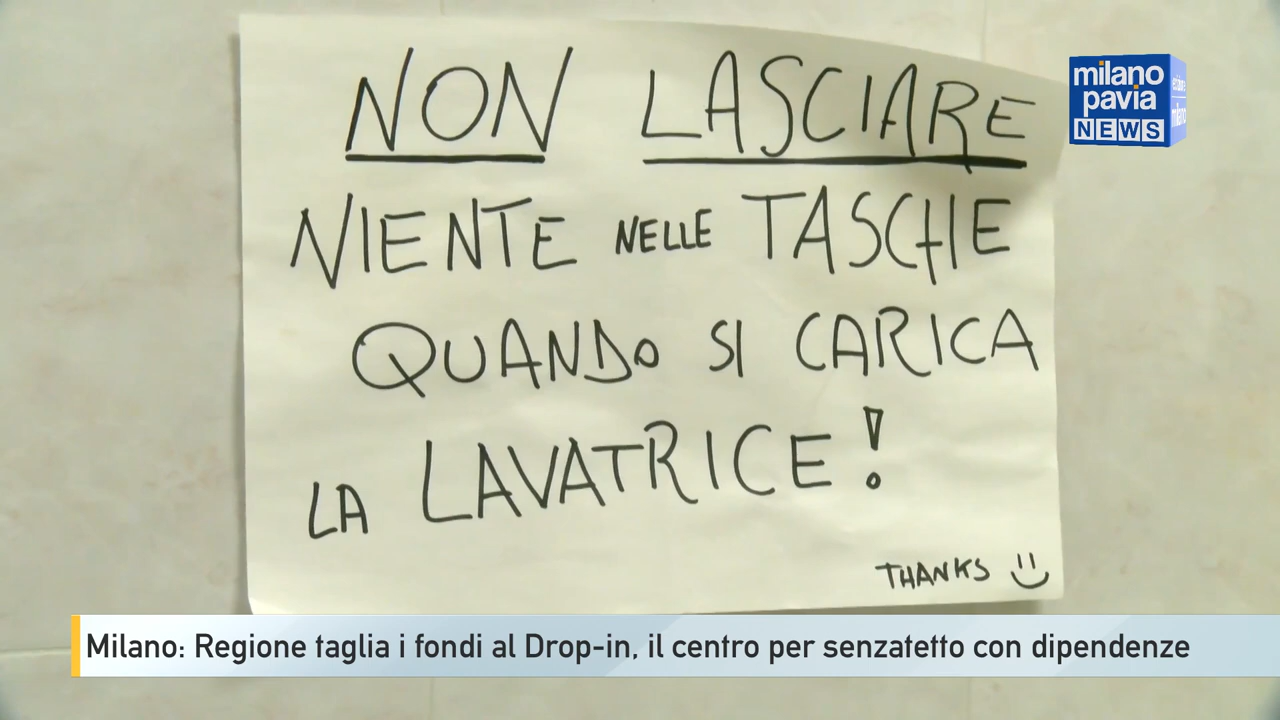 NON LASCIARE
NIENTE NELLE TASCHE
QUANDO SI CARICA
LA LAVATRICE!
THANKS
milano
pavia
NEWS
Milano: Regione taglia i fondi al Drop-in, il centro per senzatetto con dipendenze